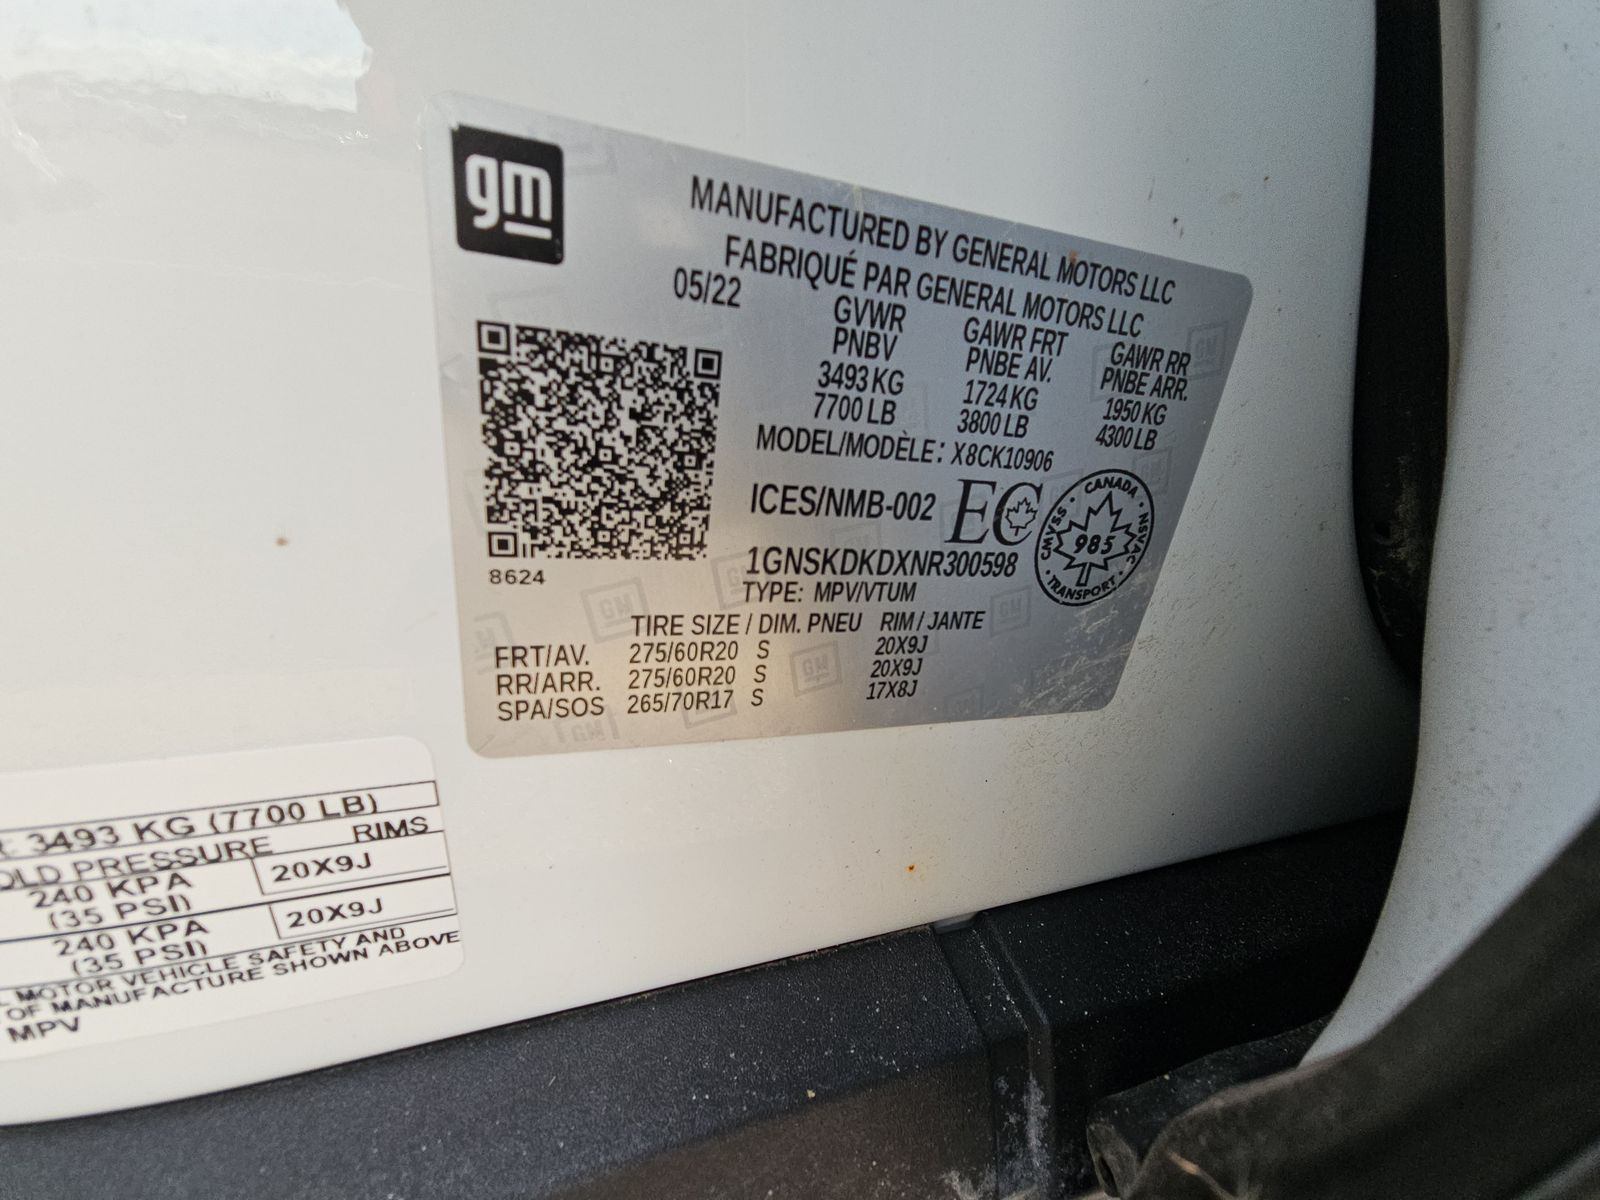 gm
MANUFACTURED BY GENERAL MOTORS LLC
FABRIQUÉ PAR GENERAL MOTORS LLC
05/22
GVWR GAWR FRT GAWR RR
PNBV PNBE AV. PNBE ARR.
3493 KG 1724 KG 1950 KG
7700 LB 3800 LB 4300 LB
MODEL/MODÈLE: X8CK10906
ICES/NMB-002 EC
CANADA
CMVSS NSVAC
985
TRANSPORT
1GNSKDKDXNR300598
8624
TYPE: MPV/VTUM
TIRE SIZE / DIM. PNEU RIM / JANTE
FRT/AV. 275/60R20 S 20X9J
RR/ARR. 275/60R20 S 20X9J
SPA/SOS 265/70R17 S 17X8J
3493 KG (7700 LB)
PRESSURE RIMS
240 KPA 20X9J
(35 PSI)
240 KPA 20X9J
(35 PSI)
MOTOR VEHICLE SAFETY AND
OF MANUFACTURE SHOWN ABOVE
MPV